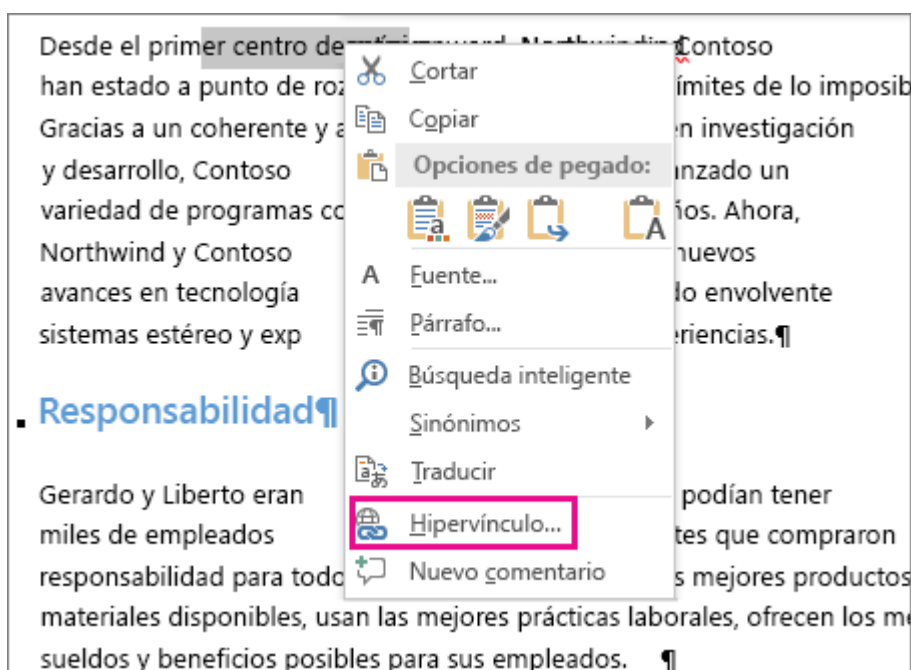 Desde el primer centro de Contoso
han estado a punto de roz ímites de lo imposib
Gracias a un coherente y a en investigación
y desarrollo, Contoso anzado un
variedad de programas co ños. Ahora,
Northwind y Contoso nuevos
avances en tecnología do envolvente
sistemas estéreo y exp eriencias.¶
Responsabilidad¶
Gerardo y Liberto eran podían tener
miles de empleados tes que compraron
responsabilidad para todo s mejores productos
materiales disponibles, usan las mejores prácticas laborales, ofrecen los me
sueldos y beneficios posibles para sus empleados. ¶
Cortar
Copiar
Opciones de pegado:
Fuente...
Párrafo...
Búsqueda inteligente
Sinónimos
Traducir
Hipervínculo...
Nuevo comentario